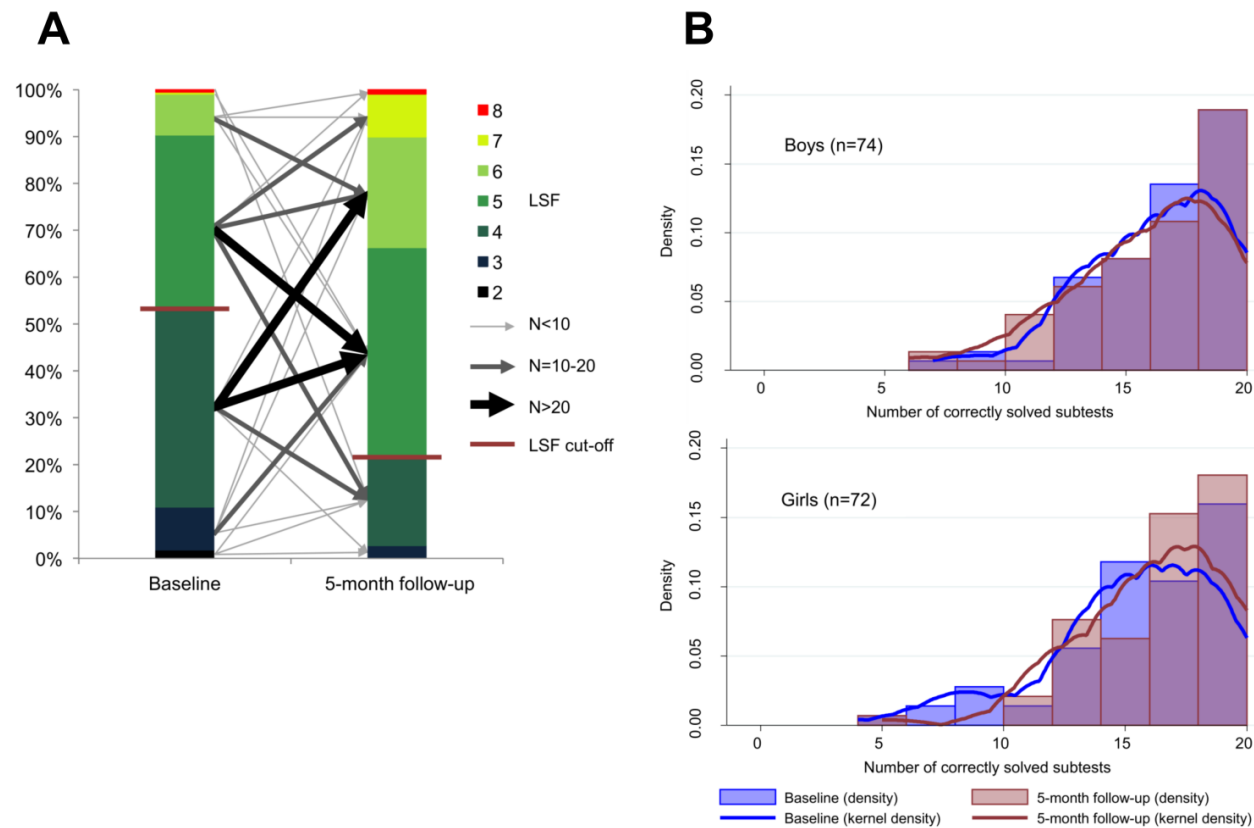 A
100%
90%
80%
70%
60%
50%
40%
30%
20%
10%
0%
Baseline
5-month follow-up
8
7
6
5 LSF
4
3
2
N<10
N=10-20
N>20
LSF cut-off
B
Boys (n=74)
Density
0.20
0.15
0.10
0.05
0.00
0 5 10 15 20
Number of correctly solved subtests
Girls (n=72)
Density
0.20
0.15
0.10
0.05
0.00
0 5 10 15 20
Number of correctly solved subtests
Baseline (density) 5-month follow-up (density)
Baseline (kernel density) 5-month follow-up (kernel density)